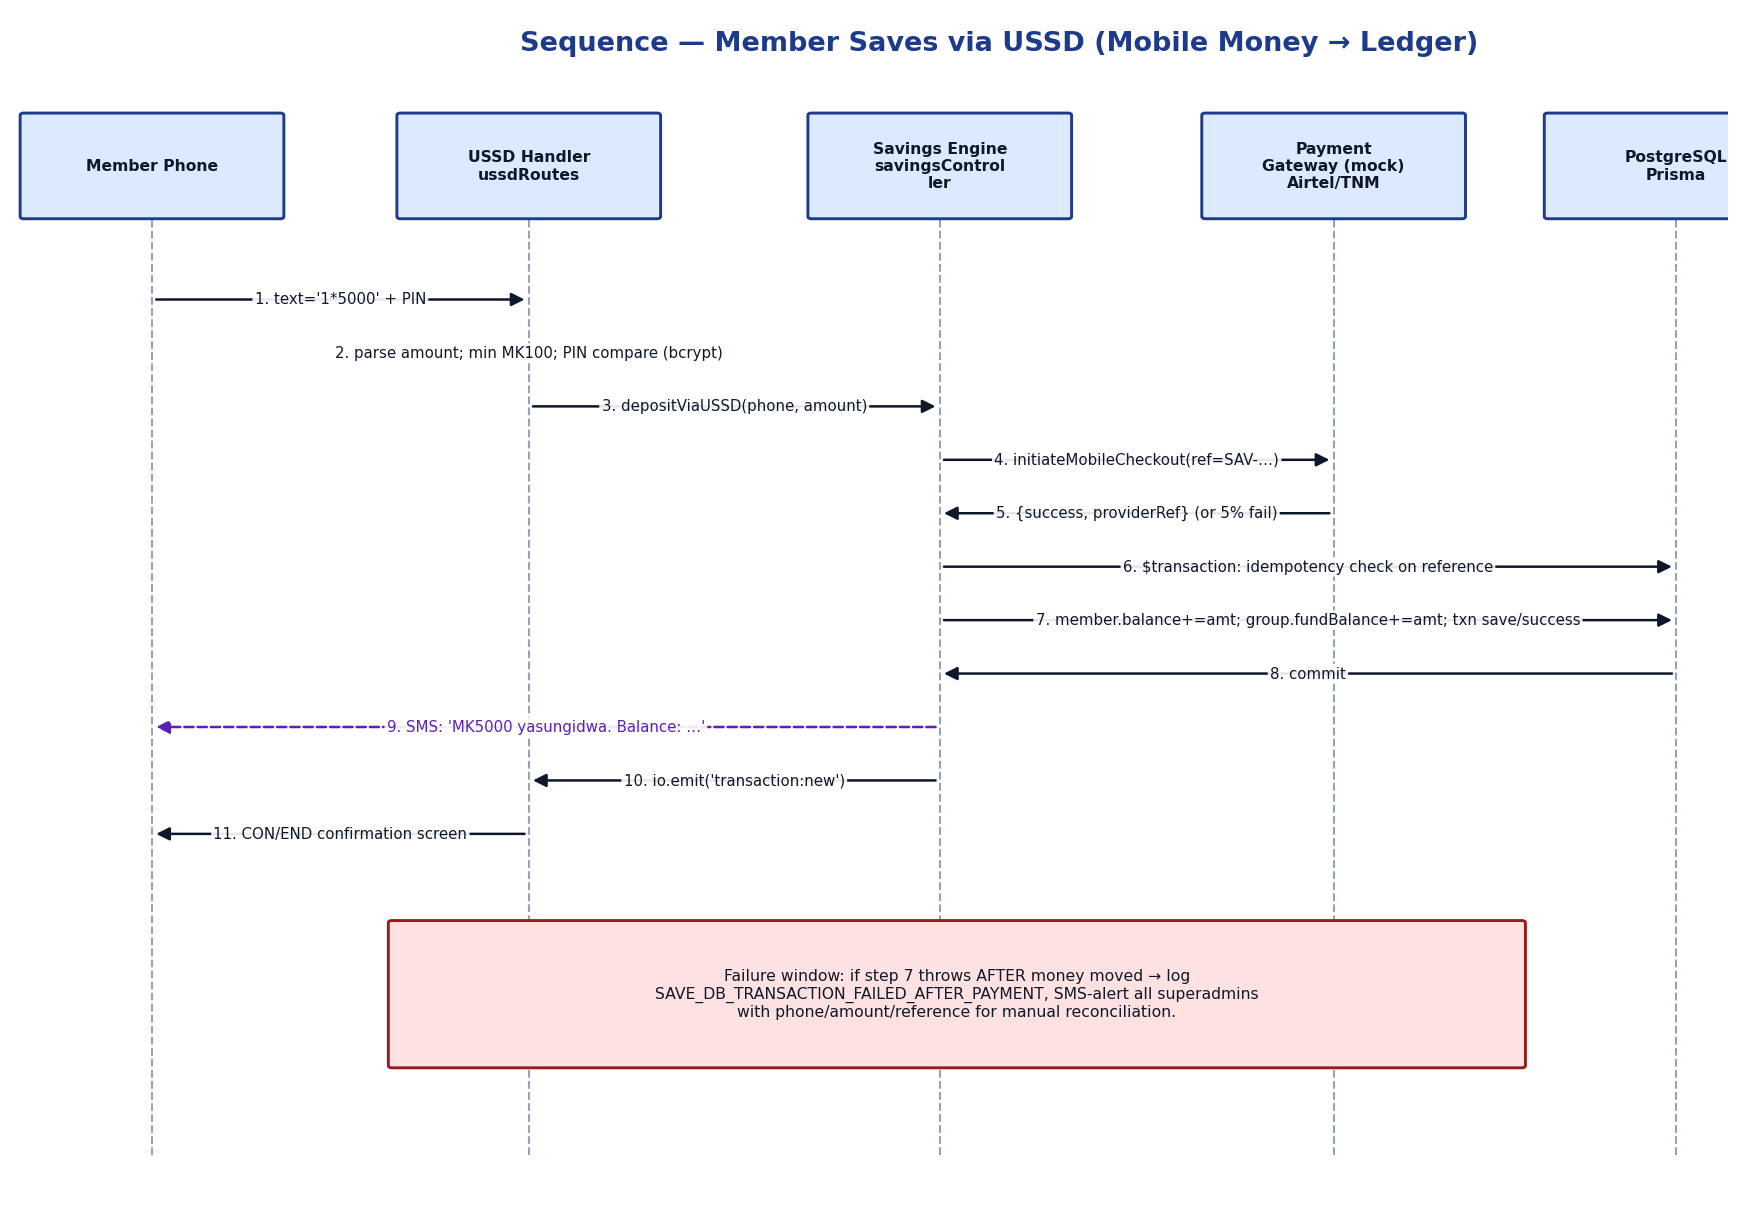 Sequence — Member Saves via USSD (Mobile Money → Ledger)
Member Phone
USSD Handler
ussdRoutes
Savings Engine
savingsControl
ler
Payment
Gateway (mock)
Airtel/TNM
PostgreSQL
Prisma
1. text='1*5000' + PIN
2. parse amount; min MK100; PIN compare (bcrypt)
3. depositViaUSSD(phone, amount)
4. initiateMobileCheckout(ref=SAV-…)
5. {success, providerRef} (or 5% fail)
6. $transaction: idempotency check on reference
7. member.balance+=amt; group.fundBalance+=amt; txn save/success
8. commit
9. SMS: 'MK5000 yasungidwa. Balance: …'
10. io.emit('transaction:new')
11. CON/END confirmation screen
Failure window: if step 7 throws AFTER money moved → log
SAVE_DB_TRANSACTION_FAILED_AFTER_PAYMENT, SMS-alert all superadmins
with phone/amount/reference for manual reconciliation.